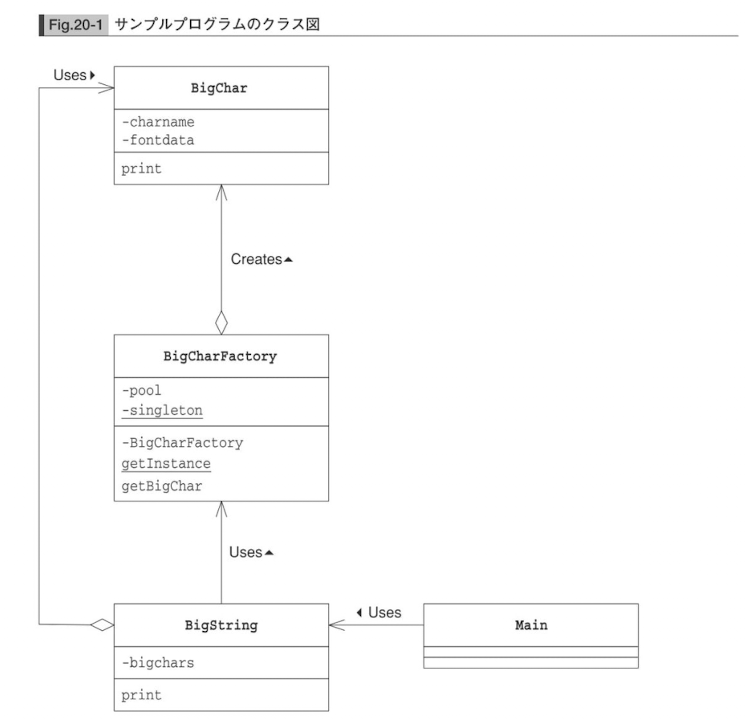 Fig.20-1 サンプルプログラムのクラス図
Uses
BigChar
-charname
-fontdata
print
Creates
BigCharFactory
-pool
-singleton
-BigCharFactory
getInstance
getBigChar
Uses
BigString
-bigchars
print
Uses
Main